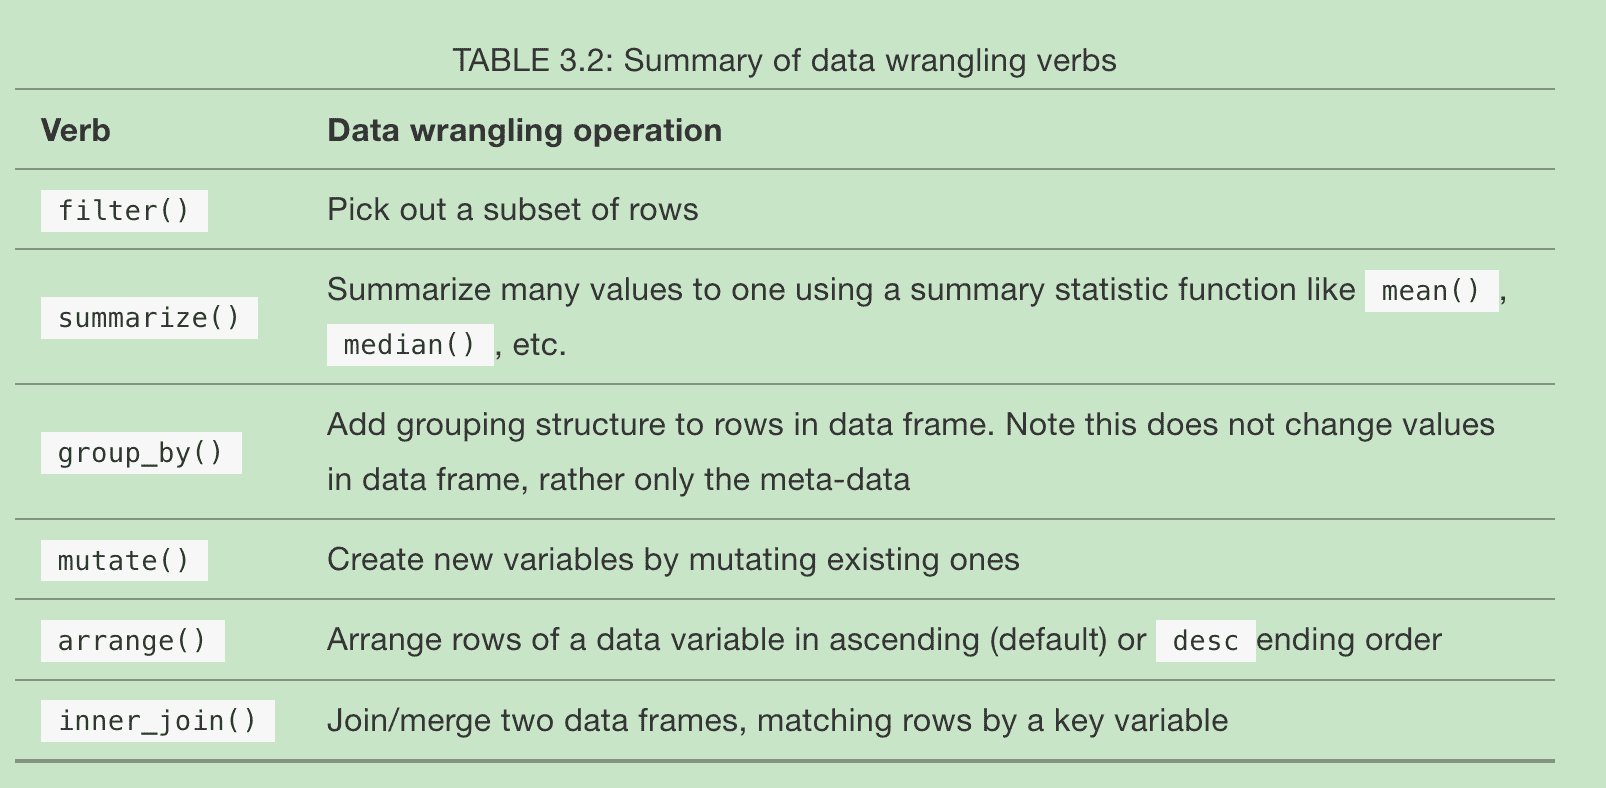 TABLE 3.2: Summary of data wrangling verbs
Verb Data wrangling operation
filter() Pick out a subset of rows
summarize() Summarize many values to one using a summary statistic function like mean(),
median(), etc.
group_by() Add grouping structure to rows in data frame. Note this does not change values
in data frame, rather only the meta-data
mutate() Create new variables by mutating existing ones
arrange() Arrange rows of a data variable in ascending (default) or descending order
inner_join() Join/merge two data frames, matching rows by a key variable